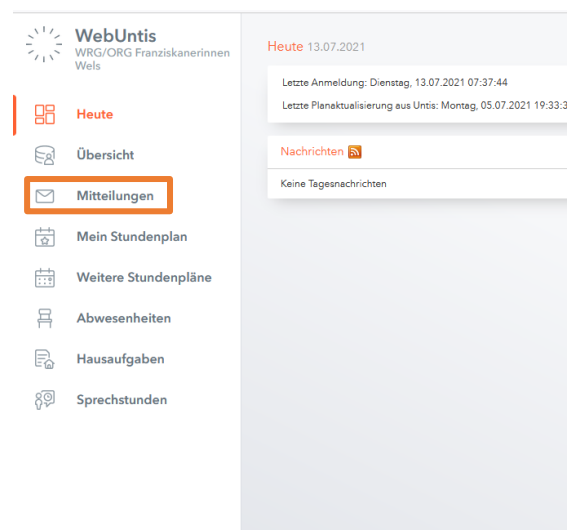 WebUntis
WRG/ORG Franziskanerinnen
Wels
Heute
Übersicht
Mitteilungen
Mein Stundenplan
Weitere Stundenpläne
Abwesenheiten
Hausaufgaben
Sprechstunden
Heute 13.07.2021
Letzte Anmeldung: Dienstag, 13.07.2021 07:37:44
Letzte Planaktualisierung aus Untis: Montag, 05.07.2021 19:33:3
Nachrichten
Keine Tagesnachrichten